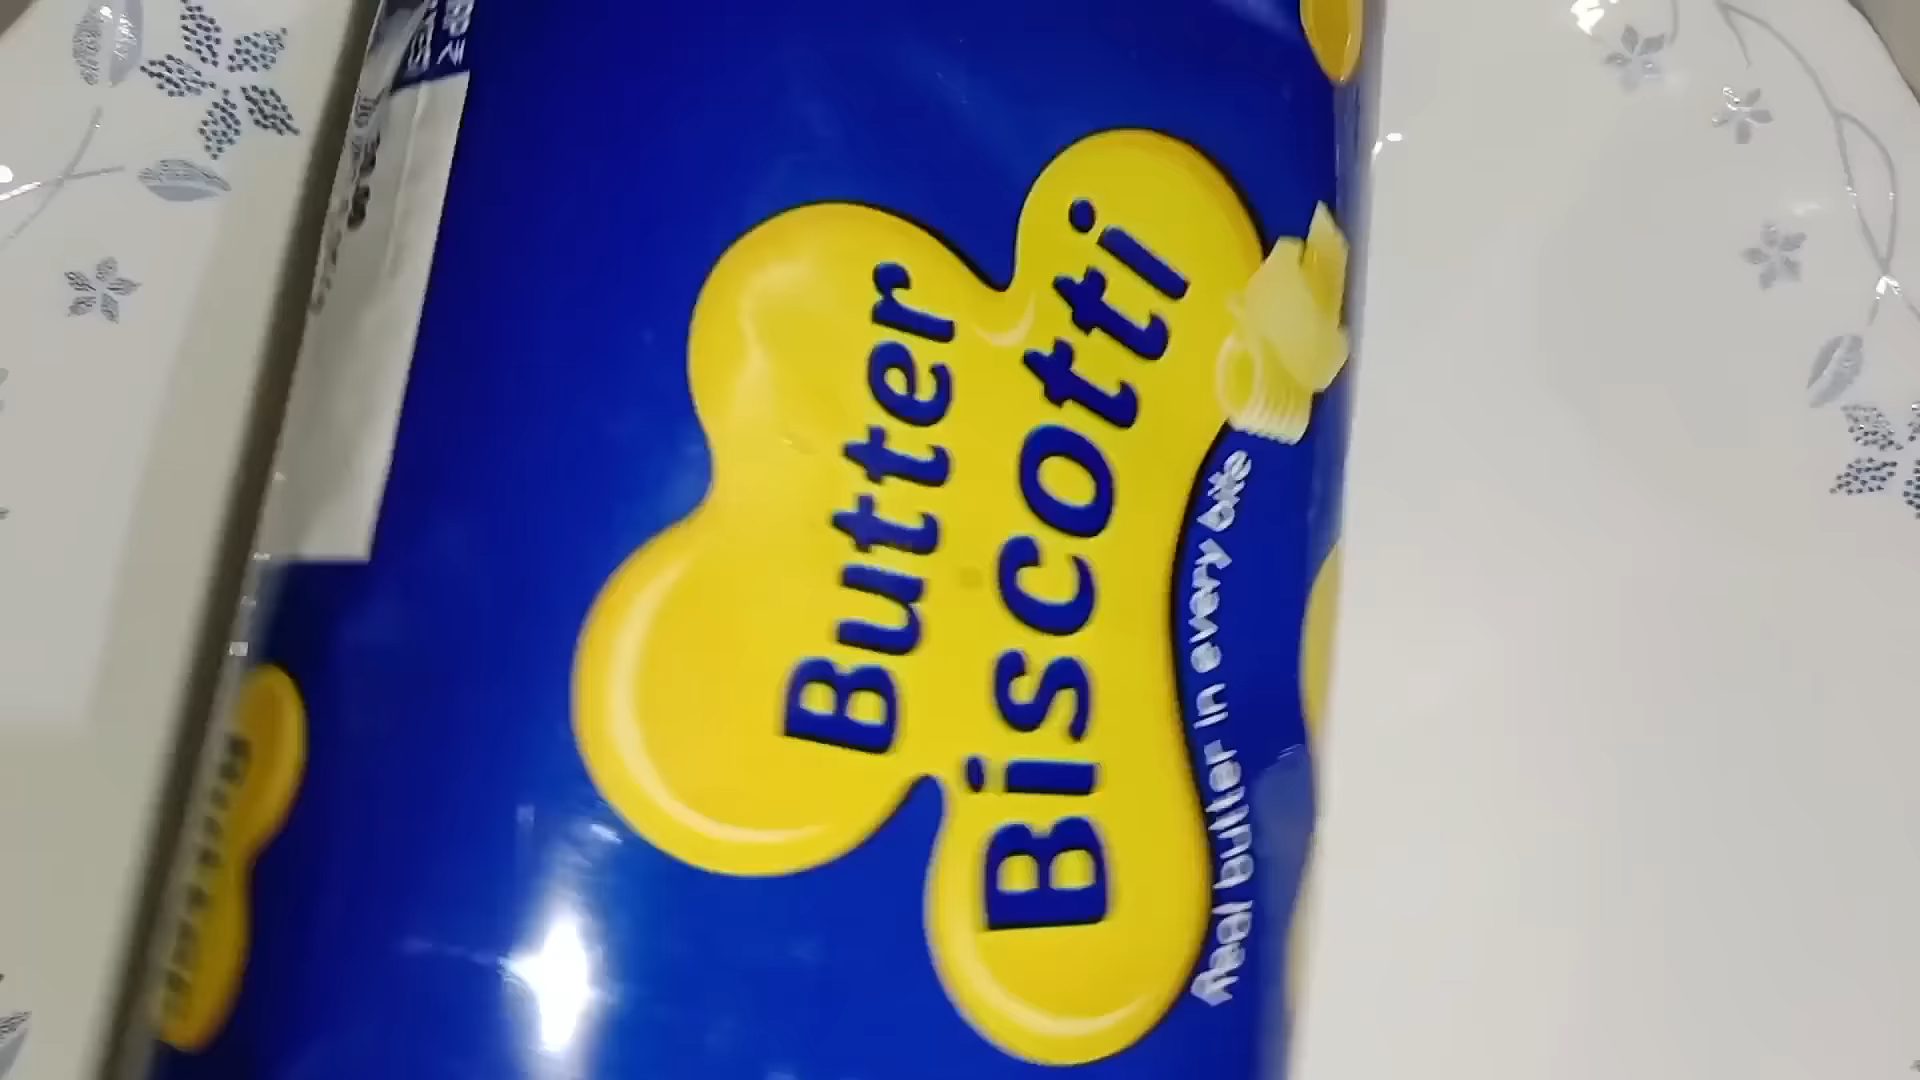 Butter
Biscotti
Real butter in every bite